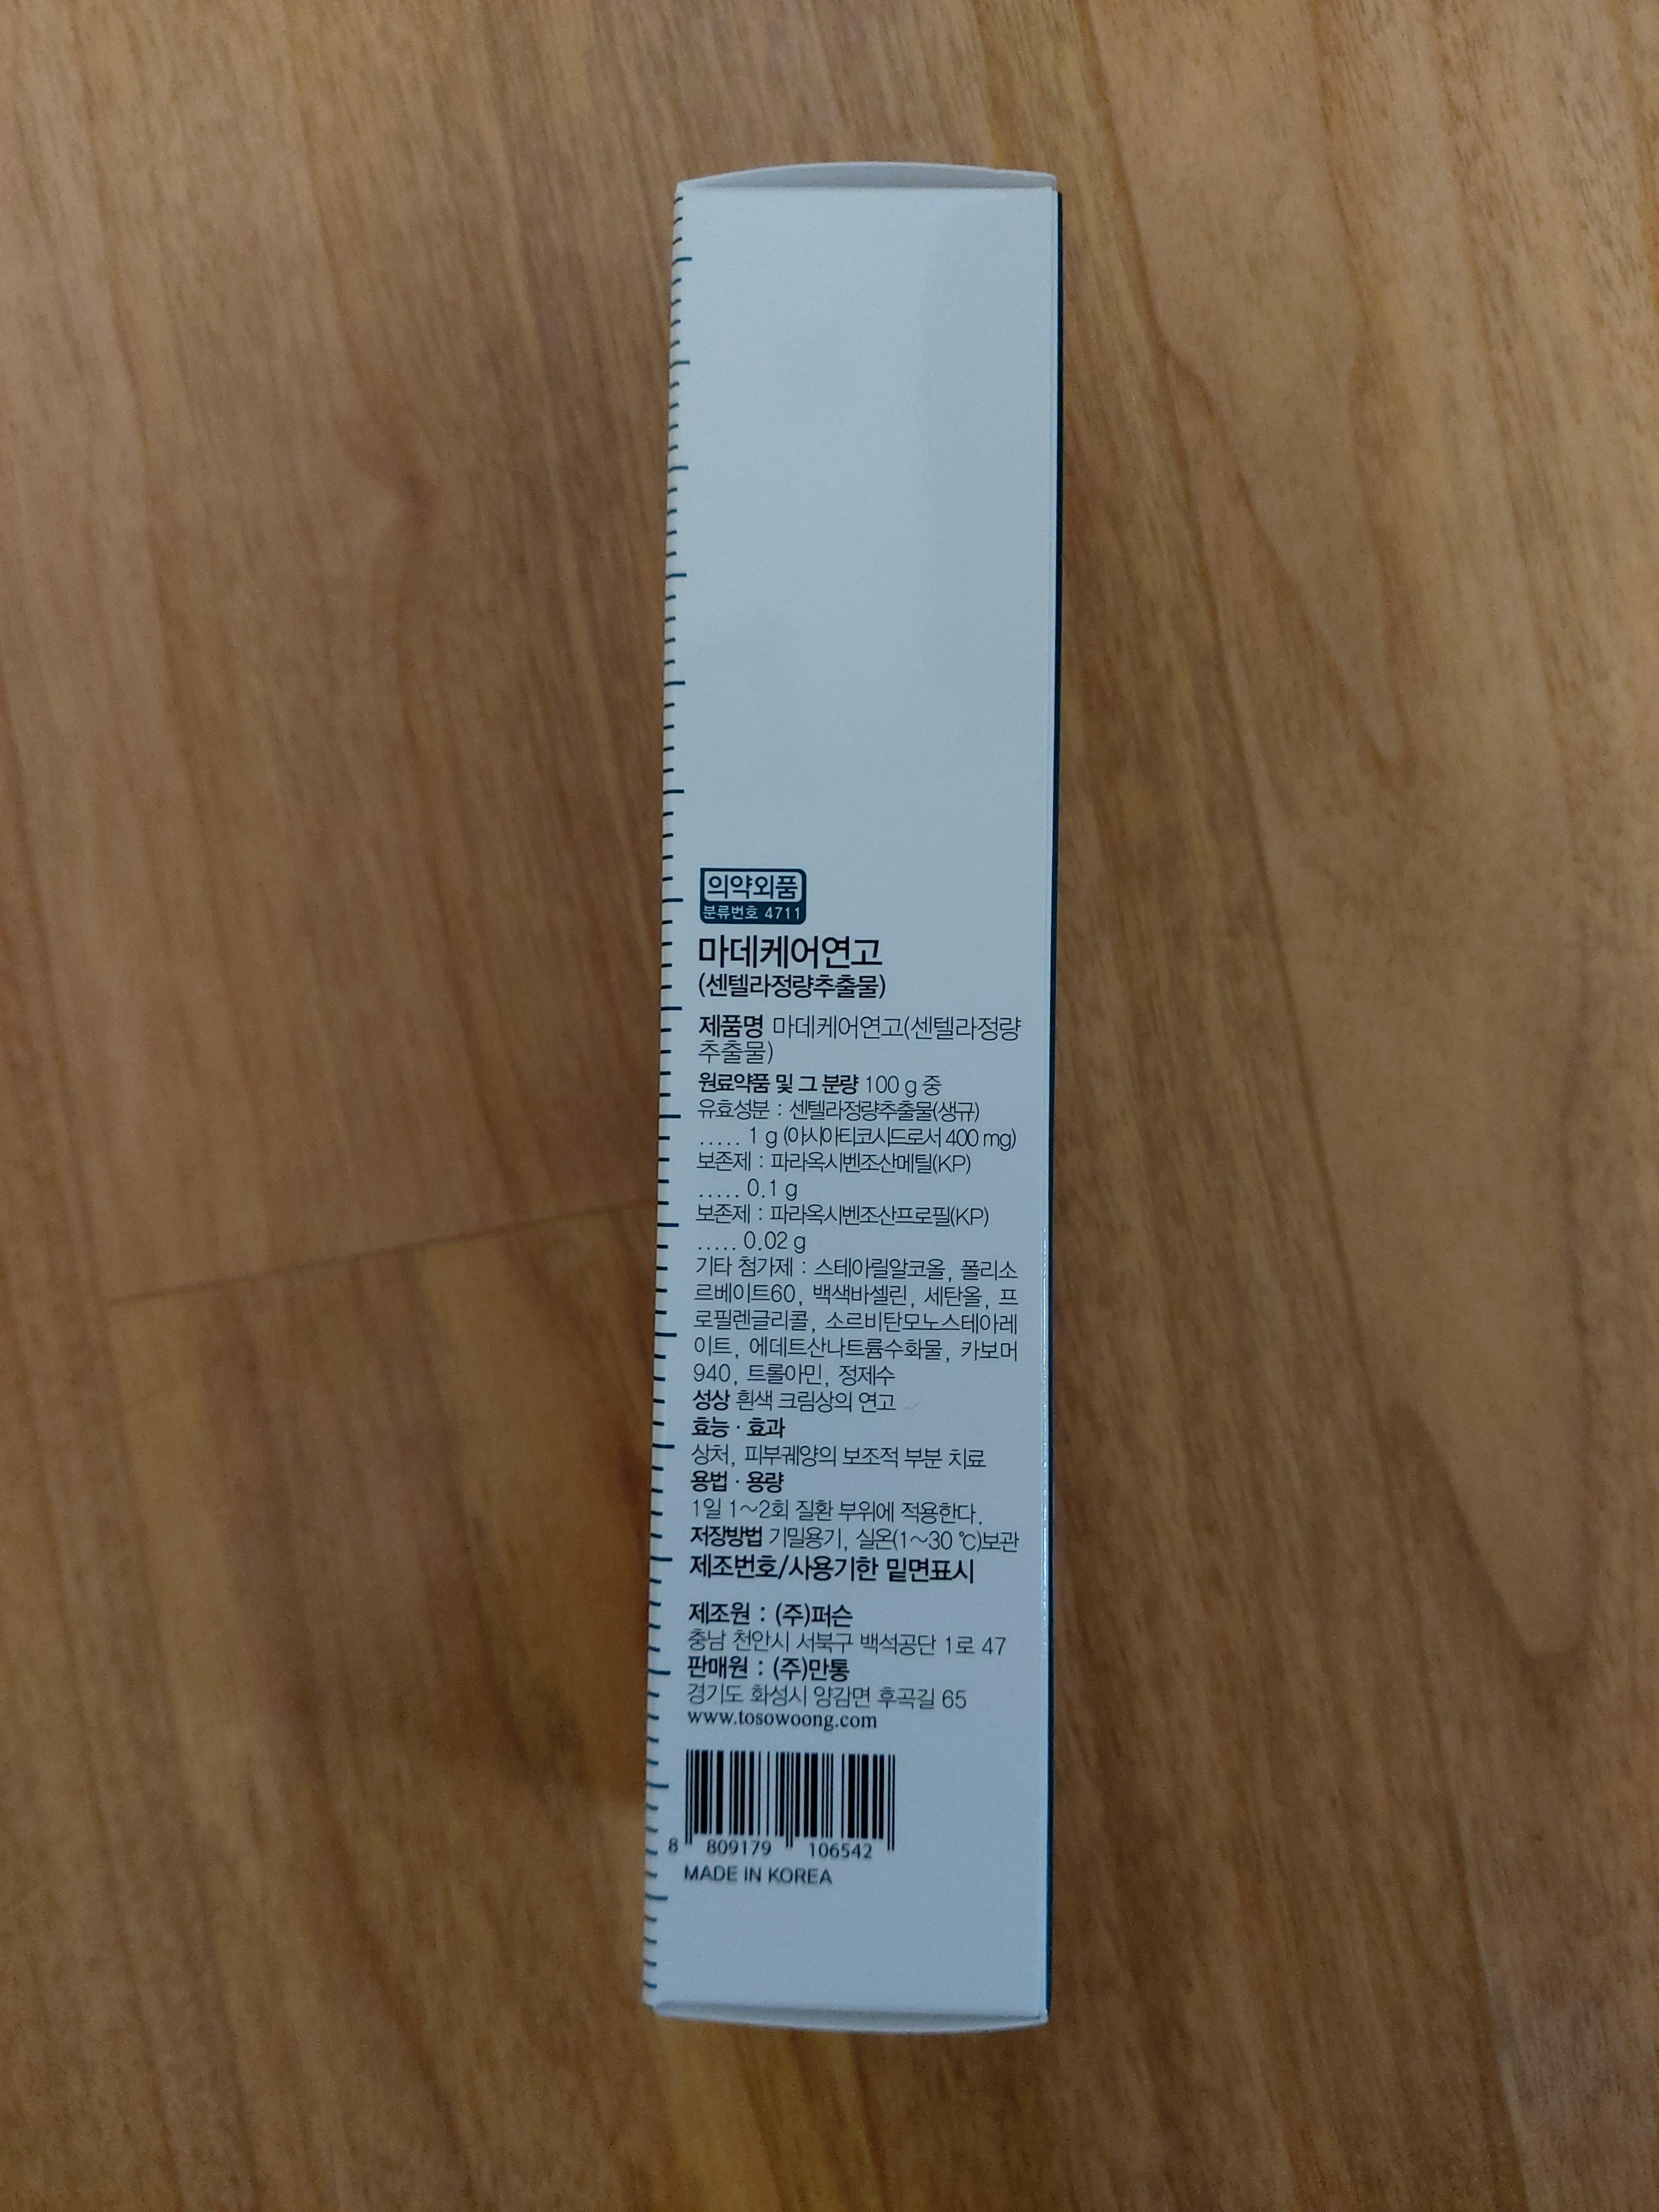 의약외품
분류번호 4711
마데케어연고
(센텔라정량추출물)
제품명 마데케어연고(센텔라정량
추출물)
원료약품 및 그 분량 100 g 중
유효성분 : 센텔라정량추출물(생규)
..... 1 g (아시아티코시드로서 400 mg)
보존제 : 파라옥시벤조산메틸(KP)
..... 0.1 g
보존제 : 파라옥시벤조산프로필(KP)
..... 0.02 g
기타 첨가제 : 스테아릴알코올, 폴리소
르베이트60, 백색바셀린, 세탄올, 프
로필렌글리콜, 소르비탄모노스테아레
이트, 에데트산나트륨수화물, 카보머
940, 트롤아민, 정제수
성상 흰색 크림상의 연고
효능 · 효과
상처, 피부궤양의 보조적 부분 치료
용법 · 용량
1일 1~2회 질환 부위에 적용한다.
저장방법 기밀용기, 실온(1~30 ℃)보관
제조번호/사용기한 밑면표시
제조원 : (주)퍼슨
충남 천안시 서북구 백석공단 1로 47
판매원 : (주)만통
경기도 화성시 양감면 후곡길 65
www.tosowoong.com
8 809179 106542
MADE IN KOREA